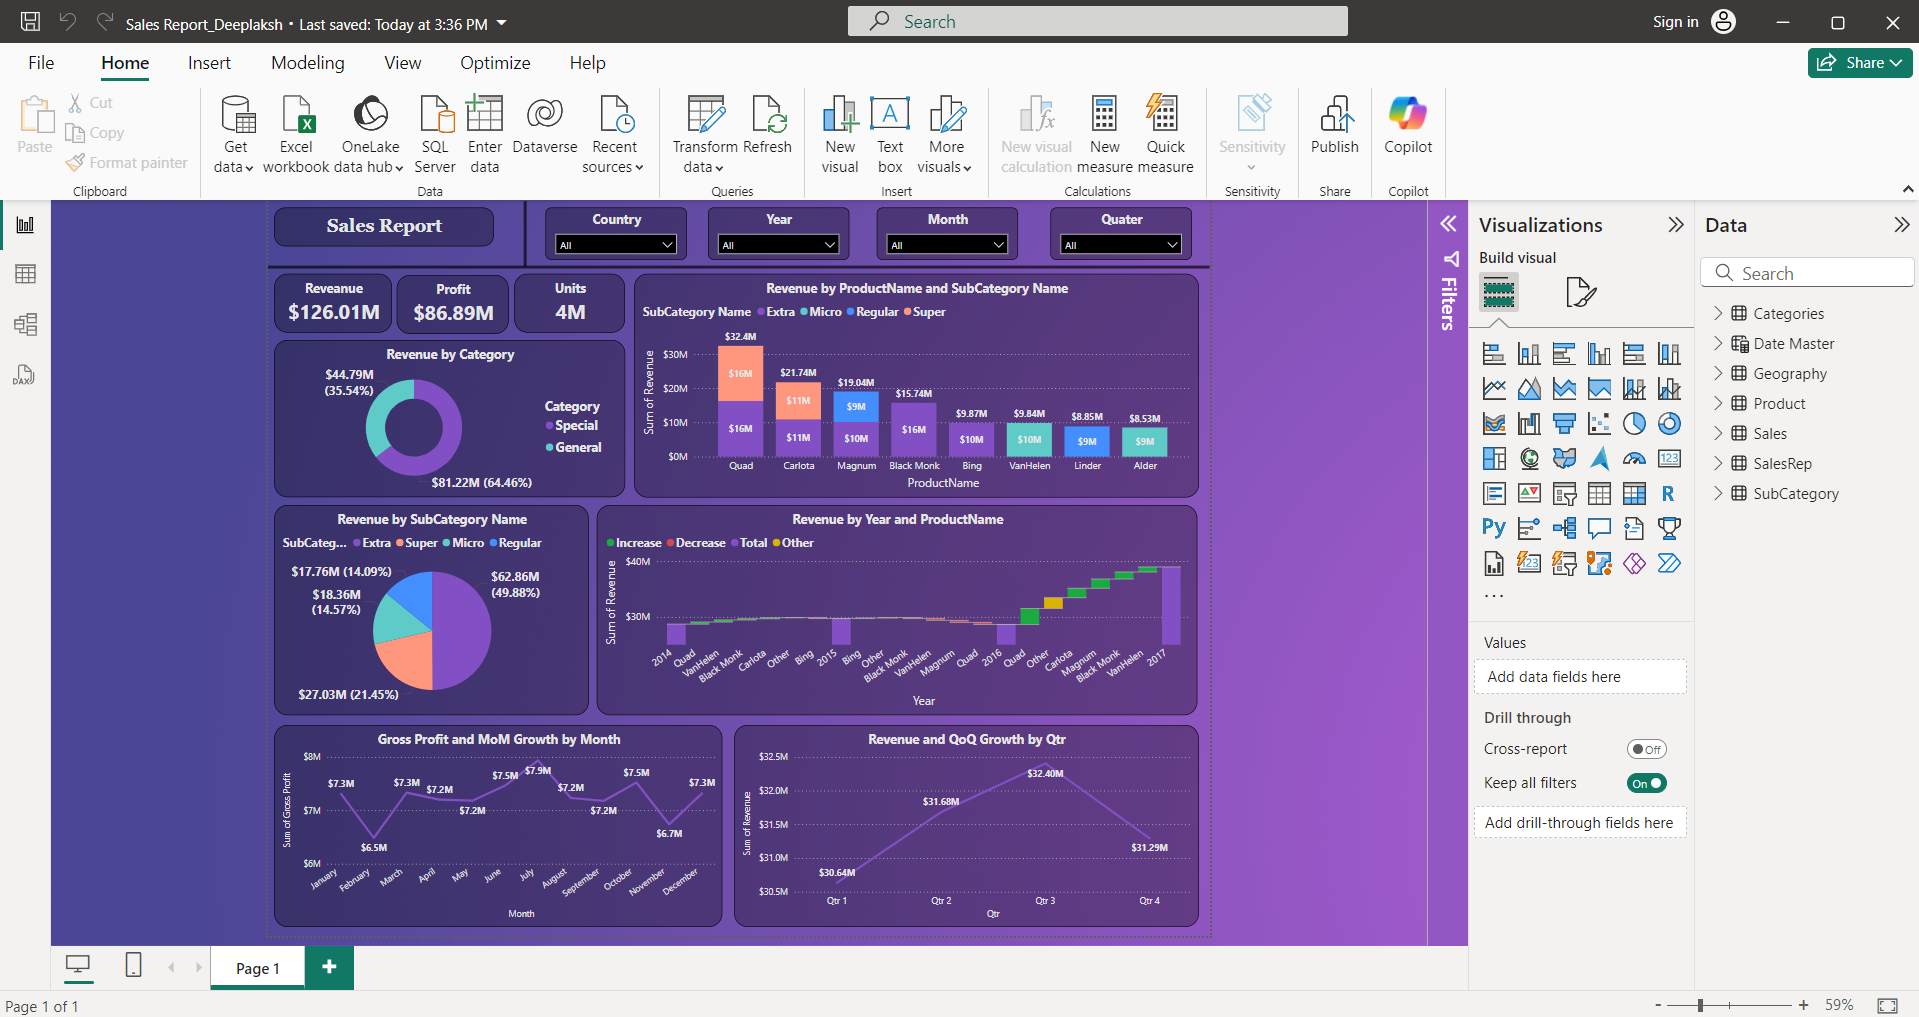 Sales Report_Deeplaksh • Last saved: Today at 3:36 PM
Search
Sign in
File Home Insert Modeling View Optimize Help
Share
Paste
Cut
Copy
Format painter
Clipboard
Get data
Excel workbook
OneLake data hub
SQL Server
Enter data
Dataverse
Recent sources
Data
Transform data
Refresh
Queries
New visual
Text box
More visuals
Insert
New visual calculation
New measure
Quick measure
Calculations
Sensitivity
Sensitivity
Publish
Share
Copilot
Copilot
Sales Report
Country
All
Year
All
Month
All
Quater
All
Reveanue
$126.01M
Profit
$86.89M
Units
4M
Revenue by Category
$44.79M
(35.54%)
$81.22M (64.46%)
Category
Special
General
Revenue by ProductName and SubCategory Name
SubCategory Name Extra Micro Regular Super
Sum of Revenue
$30M
$20M
$10M
$0M
$32.4M
$16M
$16M
$21.74M
$11M
$11M
$19.04M
$9M
$10M
$15.74M
$16M
$9.87M
$10M
$9.84M
$10M
$8.85M
$9M
$8.53M
$9M
Quad Carlota Magnum Black Monk Bing VanHelen Linder Alder
ProductName
Revenue by SubCategory Name
SubCateg... Extra Super Micro Regular
$17.76M (14.09%)
$18.36M
(14.57%)
$62.86M
(49.88%)
$27.03M (21.45%)
Revenue by Year and ProductName
Increase Decrease Total Other
Sum of Revenue
$40M
$30M
2014 Quad VanHelen Black Monk Carlota Other Bing 2015 Bing Other Black Monk VanHelen Magnum Quad 2016 Quad Other Carlota Magnum Black Monk VanHelen 2017
Year
Gross Profit and MoM Growth by Month
Sum of Gross Profit
$8M
$7M
$6M
$7.3M
$6.5M
$7.3M
$7.2M
$7.2M
$7.5M
$7.9M
$7.2M
$7.2M
$7.5M
$6.7M
$7.3M
January February March April May June July August September October November December
Month
Revenue and QoQ Growth by Qtr
Sum of Revenue
$32.5M
$32.0M
$31.5M
$31.0M
$30.5M
$30.64M
$31.68M
$32.40M
$31.29M
Qtr 1 Qtr 2 Qtr 3 Qtr 4
Qtr
Filters
Visualizations
Build visual
123
R
Py
123
...
Values
Add data fields here
Drill through
Cross-report
Off
Keep all filters
On
Add drill-through fields here
Data
Search
Categories
Date Master
Geography
Product
Sales
SalesRep
SubCategory
DAX
Page 1
+
Page 1 of 1
- + 59%